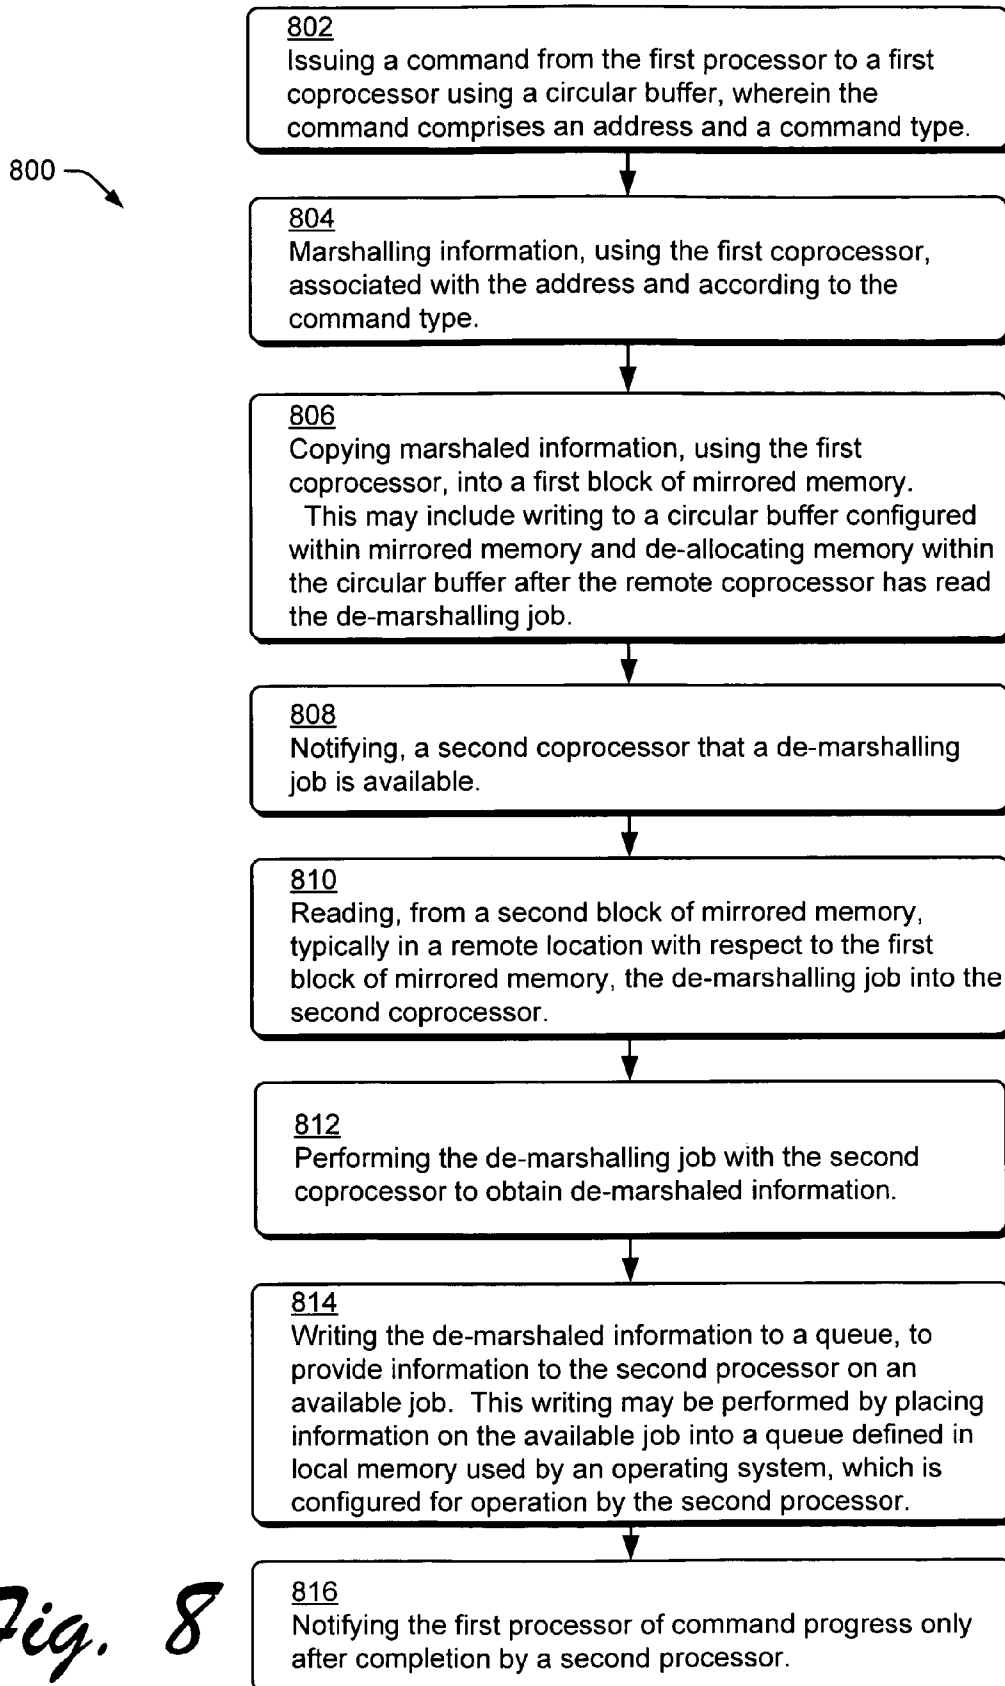 802
Issuing a command from the first processor to a first
coprocessor using a circular buffer, wherein the
command comprises an address and a command type.
800
804
Marshalling information, using the first coprocessor,
associated with the address and according to the
command type.
806
Copying marshaled information, using the first
coprocessor, into a first block of mirrored memory.
This may include writing to a circular buffer configured
within mirrored memory and de-allocating memory within
the circular buffer after the remote coprocessor has read
the de-marshalling job.
808
Notifying, a second coprocessor that a de-marshalling
job is available.
810
Reading, from a second block of mirrored memory,
typically in a remote location with respect to the first
block of mirrored memory, the de-marshalling job into the
second coprocessor.
812
Performing the de-marshalling job with the second
coprocessor to obtain de-marshaled information.
814
Writing the de-marshaled information to a queue, to
provide information to the second processor on an
available job.  This writing may be performed by placing
information on the available job into a queue defined in
local memory used by an operating system, which is
configured for operation by the second processor.
816
Notifying the first processor of command progress only
after completion by a second processor.
Fig. 8